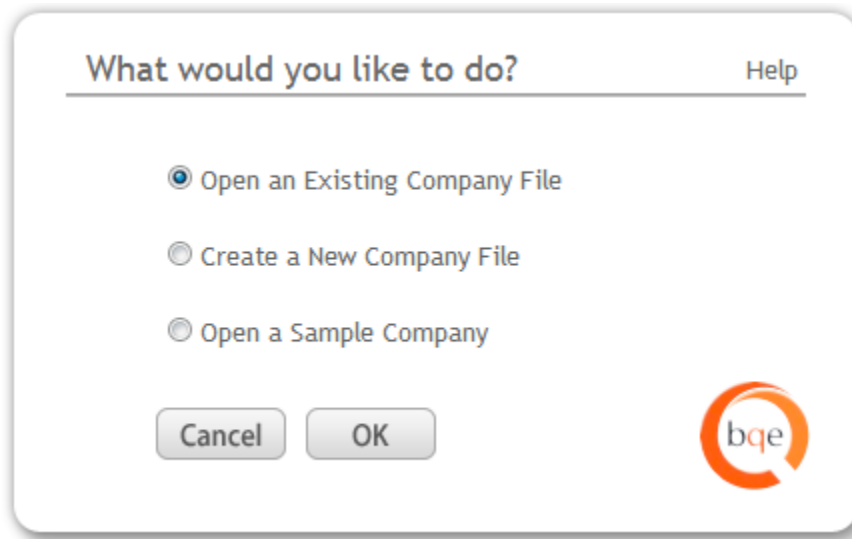 What would you like to do?
Help
Open an Existing Company File
Create a New Company File
Open a Sample Company
Cancel
OK
bqe